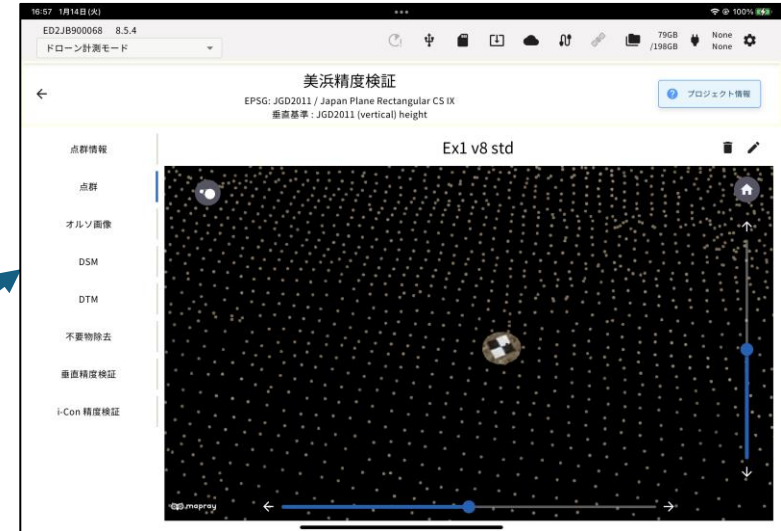 16:57 1月14日(火)
100%
ED2JB900068 8.5.4
ドローン計測モード
79GB
/198GB
None
None
美浜精度検証
EPSG: JGD2011 / Japan Plane Rectangular CS IX
垂直基準 : JGD2011 (vertical) height
プロジェクト情報
点群情報
点群
オルソ画像
DSM
DTM
不要物除去
垂直精度検証
i-Con 精度検証
Ex1 v8 std
mapray